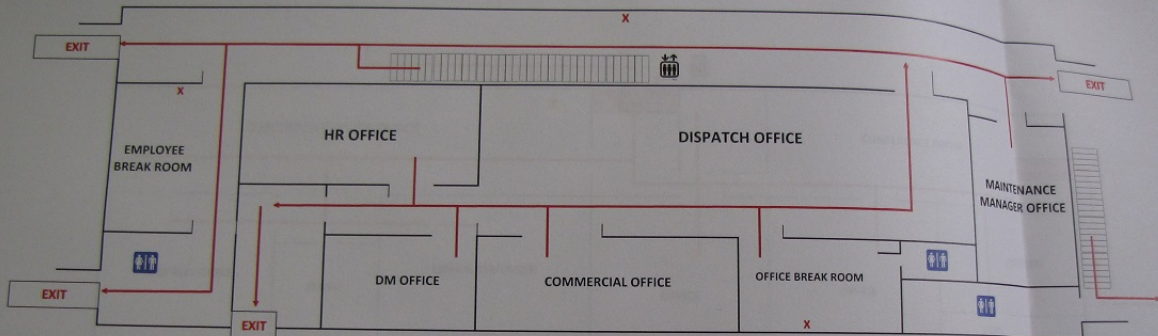 X
EXIT
EXIT
X
HR OFFICE
DISPATCH OFFICE
EMPLOYEE
BREAK ROOM
MAINTENANCE
MANAGER OFFICE
DM OFFICE
COMMERCIAL OFFICE
OFFICE BREAK ROOM
EXIT
EXIT
X